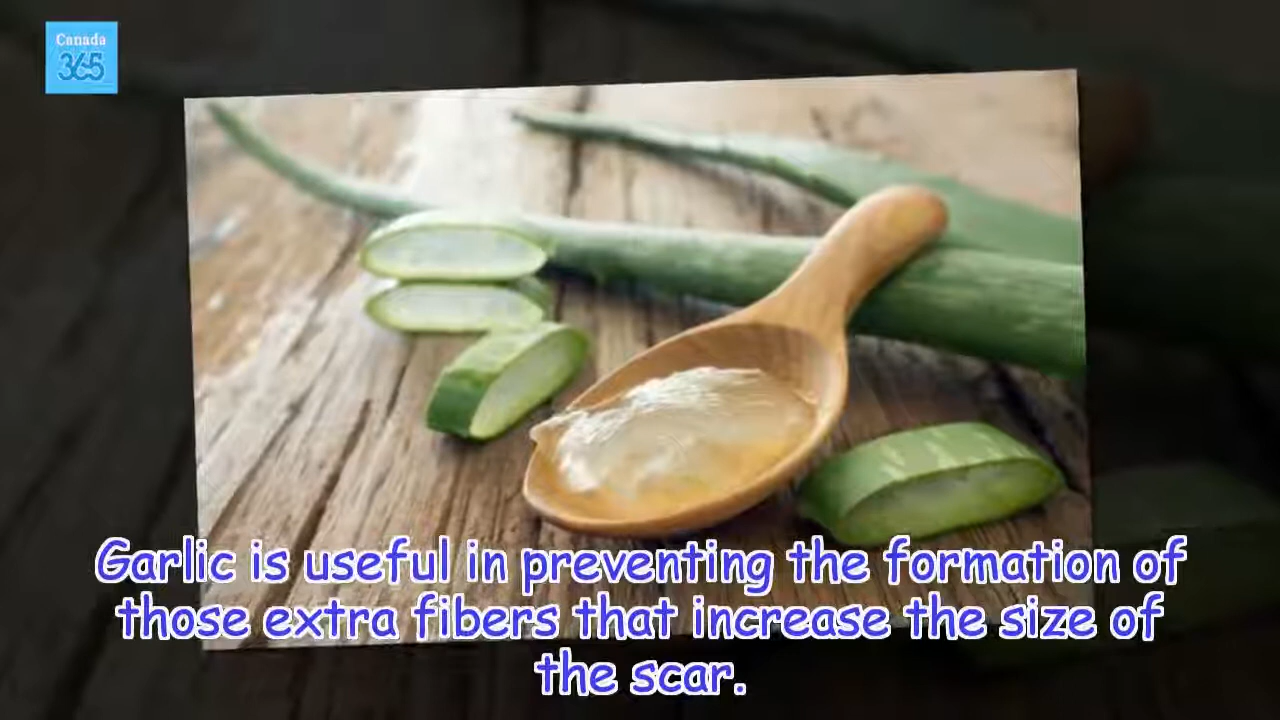 Canada
365
Garlic is useful in preventing the formation of
those extra fibers that increase the size of
the scar.